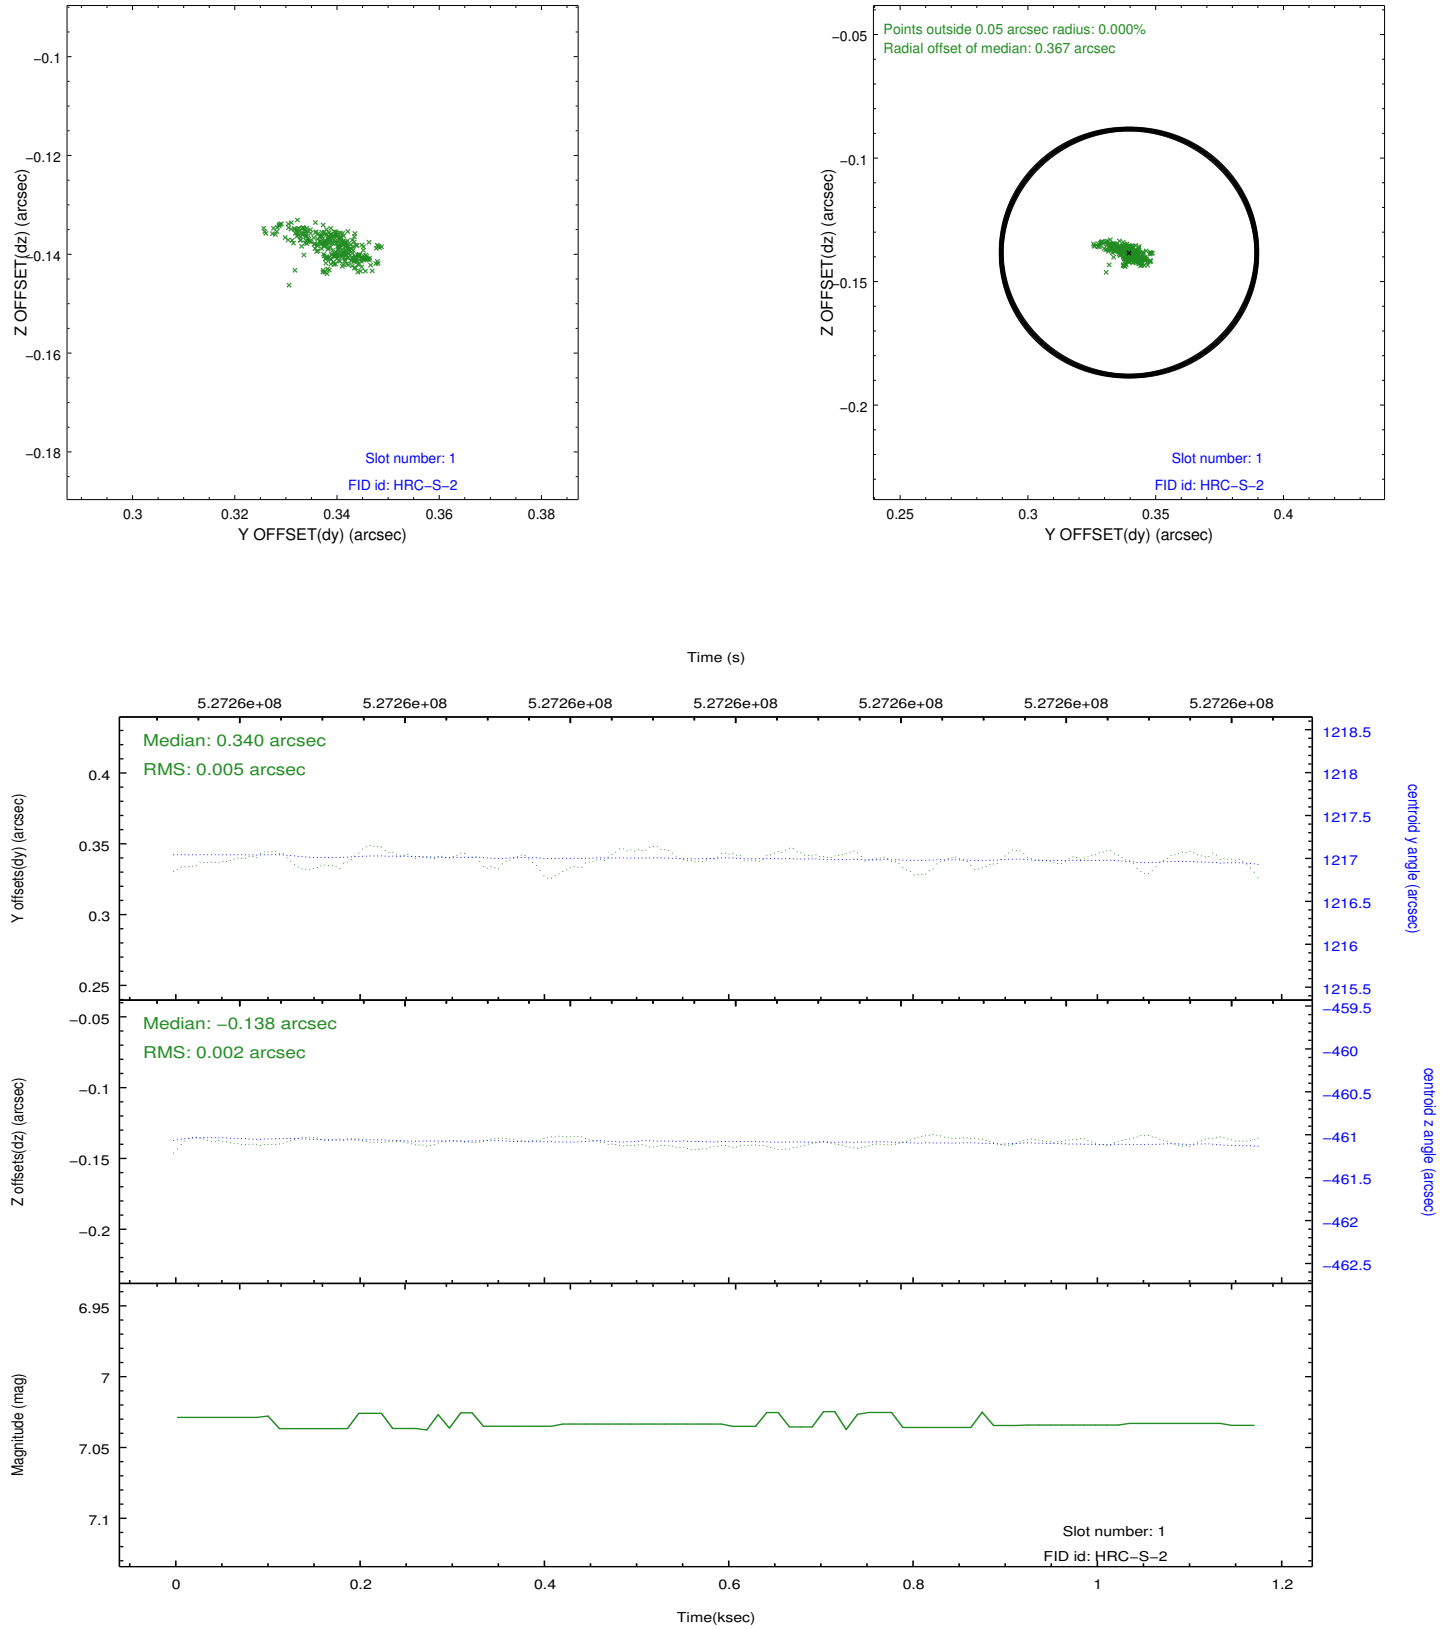 −0.1
−0.12
−0.14
−0.16
−0.18
Z OFFSET(dz) (arcsec)
Slot number: 1
FID id: HRC−S−2
0.3 0.32 0.34 0.36 0.38
Y OFFSET(dy) (arcsec)
Points outside 0.05 arcsec radius: 0.000%
Radial offset of median: 0.367 arcsec
−0.05
−0.1
−0.15
−0.2
Z OFFSET(dz) (arcsec)
Slot number: 1
FID id: HRC−S−2
0.25 0.3 0.35 0.4
Y OFFSET(dy) (arcsec)
Time (s)
5.2726e+08 5.2726e+08 5.2726e+08 5.2726e+08 5.2726e+08 5.2726e+08 5.2726e+08
Median: 0.340 arcsec
RMS: 0.005 arcsec
0.4
0.35
0.3
0.25
Y offsets(dy) (arcsec)
1218.5
1218
1217.5
1217
1216.5
1216
1215.5
centroid y angle (arcsec)
Median: −0.138 arcsec
RMS: 0.002 arcsec
−0.05
−0.1
−0.15
−0.2
Z offsets(dz) (arcsec)
−459.5
−460
−460.5
−461
−461.5
−462
−462.5
centroid z angle (arcsec)
6.95
7
7.05
7.1
Magnitude (mag)
Slot number: 1
FID id: HRC−S−2
0 0.2 0.4 0.6 0.8 1 1.2
Time(ksec)